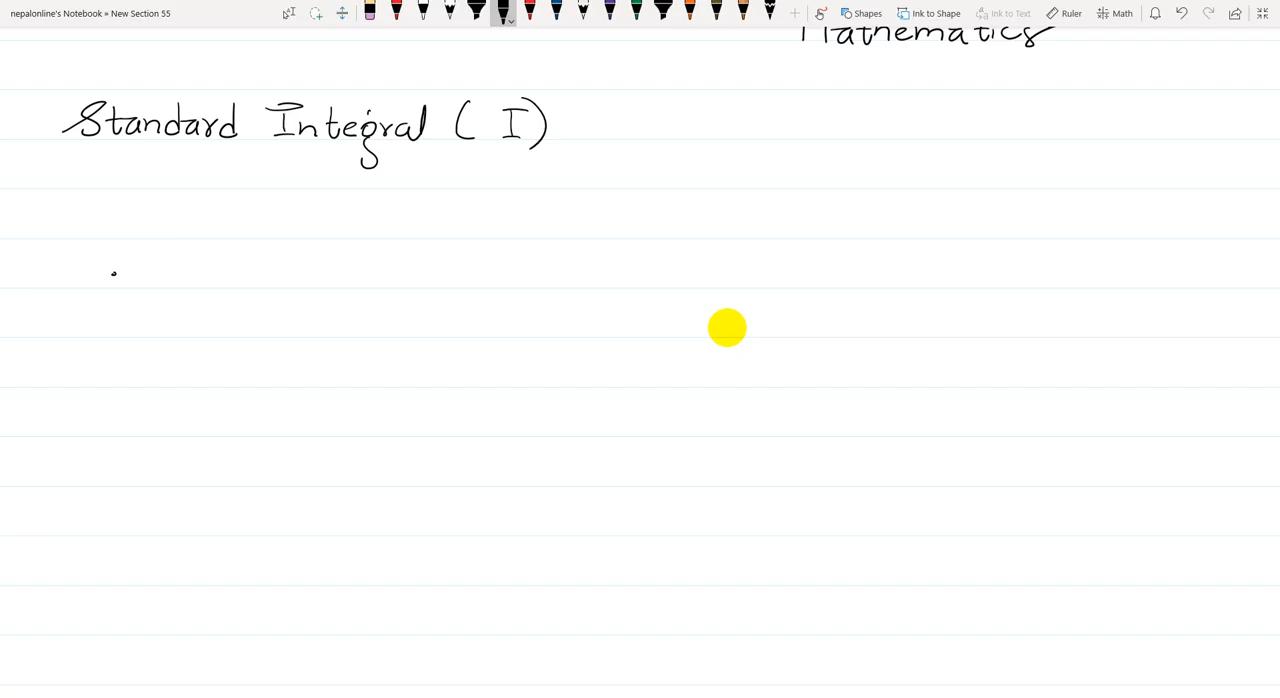 nepalonline's Notebook » New Section 55
Shapes Ink to Shape Ink to Text Ruler Math
Mathematics
Standard Integral ( I )